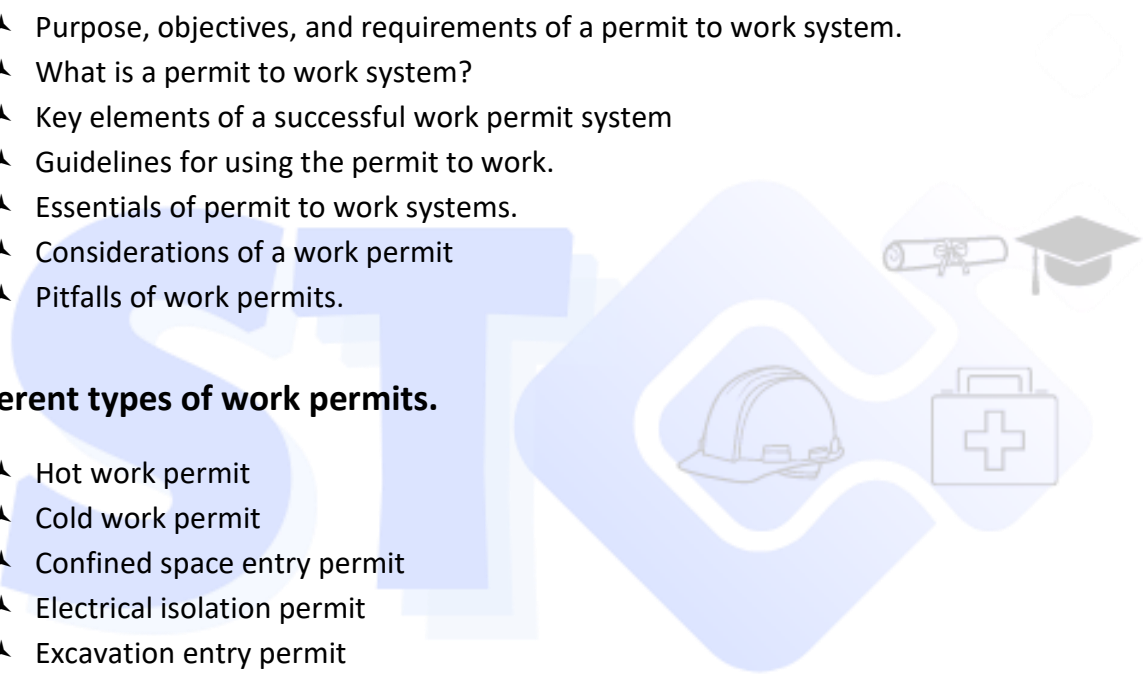 Purpose, objectives, and requirements of a permit to work system.
What is a permit to work system?
Key elements of a successful work permit system
Guidelines for using the permit to work.
Essentials of permit to work systems.
Considerations of a work permit
Pitfalls of work permits.
erent types of work permits.
Hot work permit
Cold work permit
Confined space entry permit
Electrical isolation permit
Excavation entry permit
STC